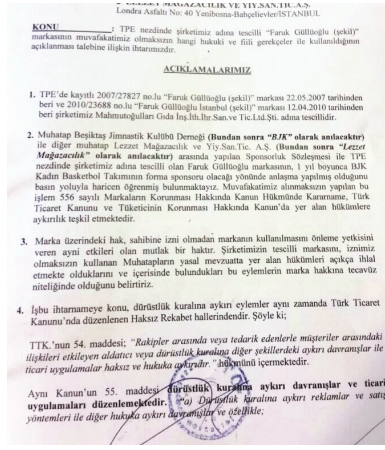 LEZZET MAĞAZACILIK VE YİY.SAN.TİC.A.Ş.
Londra Asfaltı No: 40 Yenibosna-Bahçelievler/İSTANBUL
KONU : TPE nezdinde şirketimiz adına tescilli "Faruk Güllüoğlu (şekil)"
markasının muvafakatimiz olmaksızın hangi hukuki ve fiili gerekçeler ile kullanıldığının
açıklanması talebine ilişkin ihtarımızdır.
AÇIKLAMALARIMIZ
1. TPE'de kayıtlı 2007/27827 no.lu "Faruk Güllüoğlu (şekil)" markası 22.05.2007 tarihinden
beri ve 2010/23688 no.lu "Faruk Güllüoğlu İstanbul (şekil)" markası 12.04.2010 tarihinden
beri şirketimiz Mahmutoğulları Gıda İnş.İth.İhr.San.ve Tic.Ltd.Şti. adına tescillidir.
2. Muhatap Beşiktaş Jimnastik Kulübü Derneği (Bundan sonra "BJK" olarak anılacaktır)
ile diğer muhatap Lezzet Mağazacılık ve Yiy.San.Tic. A.Ş. (Bundan sonra "Lezzet
Mağazacılık" olarak anılacaktır) arasında yapılan Sponsorluk Sözleşmesi ile TPE
nezdinde şirketimiz adına tescilli olan Faruk Güllüoğlu markasının, 1 yıl boyunca BJK
Kadın Basketbol Takımının forma sponsoru olacağı yönünde anlaşma yapılmış olduğunu
basın yoluyla haricen öğrenmiş bulunmaktayız. Muvafakatimiz alınmaksızın yapılan bu
işlem 556 sayılı Markaların Korunması Hakkında Kanun Hükmünde Kararname, Türk
Ticaret Kanunu ve Tüketicinin Korunması Hakkında Kanun'da yer alan hükümlere
aykırılık teşkil etmektedir.
3. Marka üzerindeki hak, sahibine izni olmadan markanın kullanılmasını önleme yetkisini
veren ayni etkileri olan mutlak bir haktır. Şirketimizin tescilli markasını, iznimiz
olmaksızın kullanan Muhatapların yasal mevzuatta yer alan hükümleri açıkça ihlal
etmekte olduklarını ve içerisinde bulundukları bu eylemlerin marka hakkına tecavüz
niteliğinde olduğunu belirtiriz.
4. İşbu ihtarnameye konu, dürüstlük kuralına aykırı eylemler aynı zamanda Türk Ticaret
Kanunu'nda düzenlenen Haksız Rekabet hallerindendir. Şöyle ki;
TTK.'nun 54. maddesi; "Rakipler arasında veya tedarik edenlerle müşteriler arasındaki
ilişkileri etkileyen aldatıcı veya dürüstlük kuralına diğer şekillerdeki aykırı davranışlar ile
ticari uygulamalar haksız ve hukuka aykırıdır." hükmünü içermektedir.
Aynı Kanun'un 55. maddesi dürüstlük kuralına aykırı davranışlar ve ticari
uygulamaları düzenlemektedir. "a) Dürüstlük kuralına aykırı reklamlar ve satış
yöntemleri ile diğer hukuka aykırı davranışlar ve özellikle;